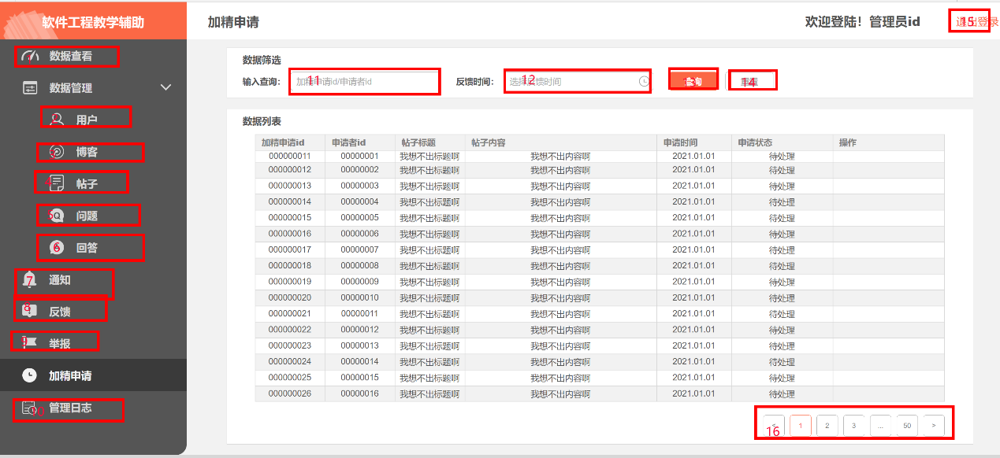 软件工程教学辅助
加精申请
欢迎登陆！管理员id
15
登录
数据查看
数据管理
用户
博客
帖子
问题
6 回答
7 通知
8 反馈
举报
加精申请
管理日志
数据筛选
输入查询： 11 加精申请id/申请者id
反馈时间： 12 选择反馈时间
13 查询
14
数据列表
加精申请id 申请者id 帖子标题 帖子内容 申请时间 申请状态 操作
000000011 00000001 我想不出标题啊 我想不出内容啊 2021.01.01 待处理
000000012 00000002 我想不出标题啊 我想不出内容啊 2021.01.01 待处理
000000013 00000003 我想不出标题啊 我想不出内容啊 2021.01.01 待处理
000000014 00000004 我想不出标题啊 我想不出内容啊 2021.01.01 待处理
000000015 00000005 我想不出标题啊 我想不出内容啊 2021.01.01 待处理
000000016 00000006 我想不出标题啊 我想不出内容啊 2021.01.01 待处理
000000017 00000007 我想不出标题啊 我想不出内容啊 2021.01.01 待处理
000000018 00000008 我想不出标题啊 我想不出内容啊 2021.01.01 待处理
000000019 00000009 我想不出标题啊 我想不出内容啊 2021.01.01 待处理
000000020 00000010 我想不出标题啊 我想不出内容啊 2021.01.01 待处理
000000021 00000011 我想不出标题啊 我想不出内容啊 2021.01.01 待处理
000000022 00000012 我想不出标题啊 我想不出内容啊 2021.01.01 待处理
000000023 00000013 我想不出标题啊 我想不出内容啊 2021.01.01 待处理
000000024 00000014 我想不出标题啊 我想不出内容啊 2021.01.01 待处理
000000025 00000015 我想不出标题啊 我想不出内容啊 2021.01.01 待处理
000000026 00000016 我想不出标题啊 我想不出内容啊 2021.01.01 待处理
16 < 1 2 3 ... 50 >